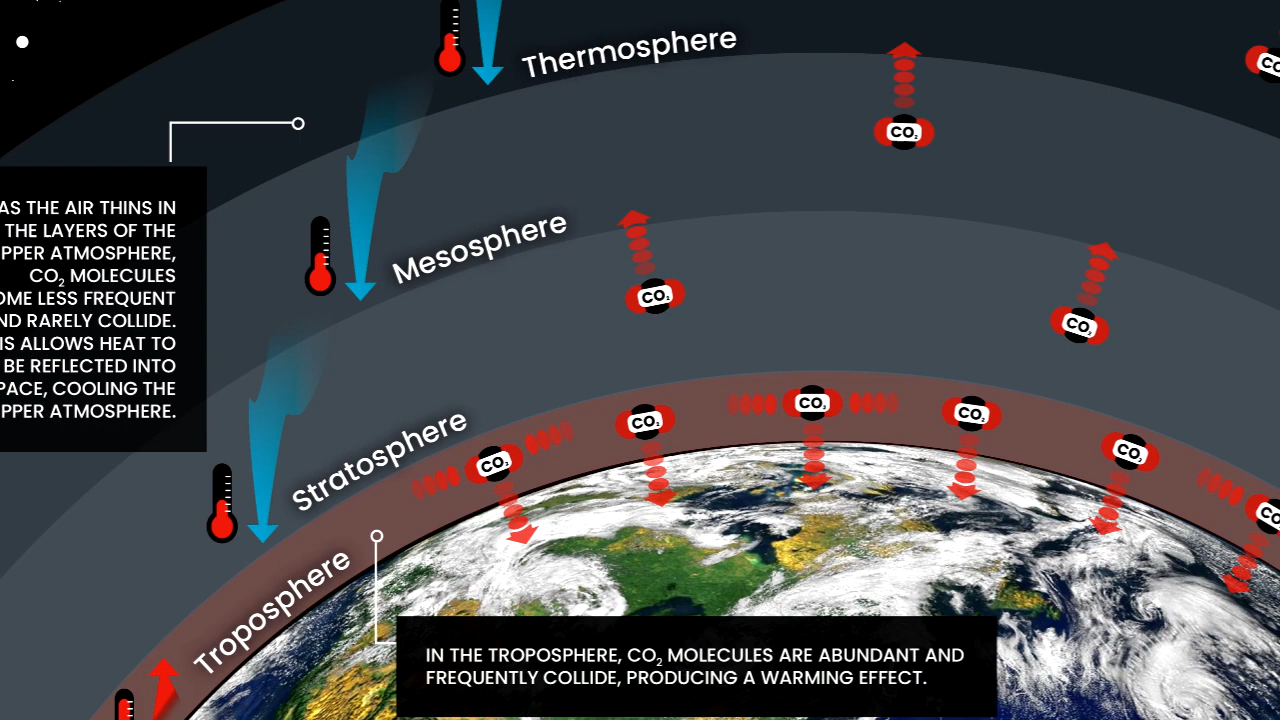 Thermosphere
CO₂
CO
CO₂
AS THE AIR THINS IN
THE LAYERS OF THE
PPER ATMOSPHERE,
CO₂ MOLECULES
OME LESS FREQUENT
ND RARELY COLLIDE.
IS ALLOWS HEAT TO
BE REFLECTED INTO
PACE, COOLING THE
PPER ATMOSPHERE.
Mesosphere
CO₂
CO₂
Stratosphere
CO₂
CO₂
CO₂
CO₂
CO₂
CO
Troposphere
IN THE TROPOSPHERE, CO₂ MOLECULES ARE ABUNDANT AND
FREQUENTLY COLLIDE, PRODUCING A WARMING EFFECT.